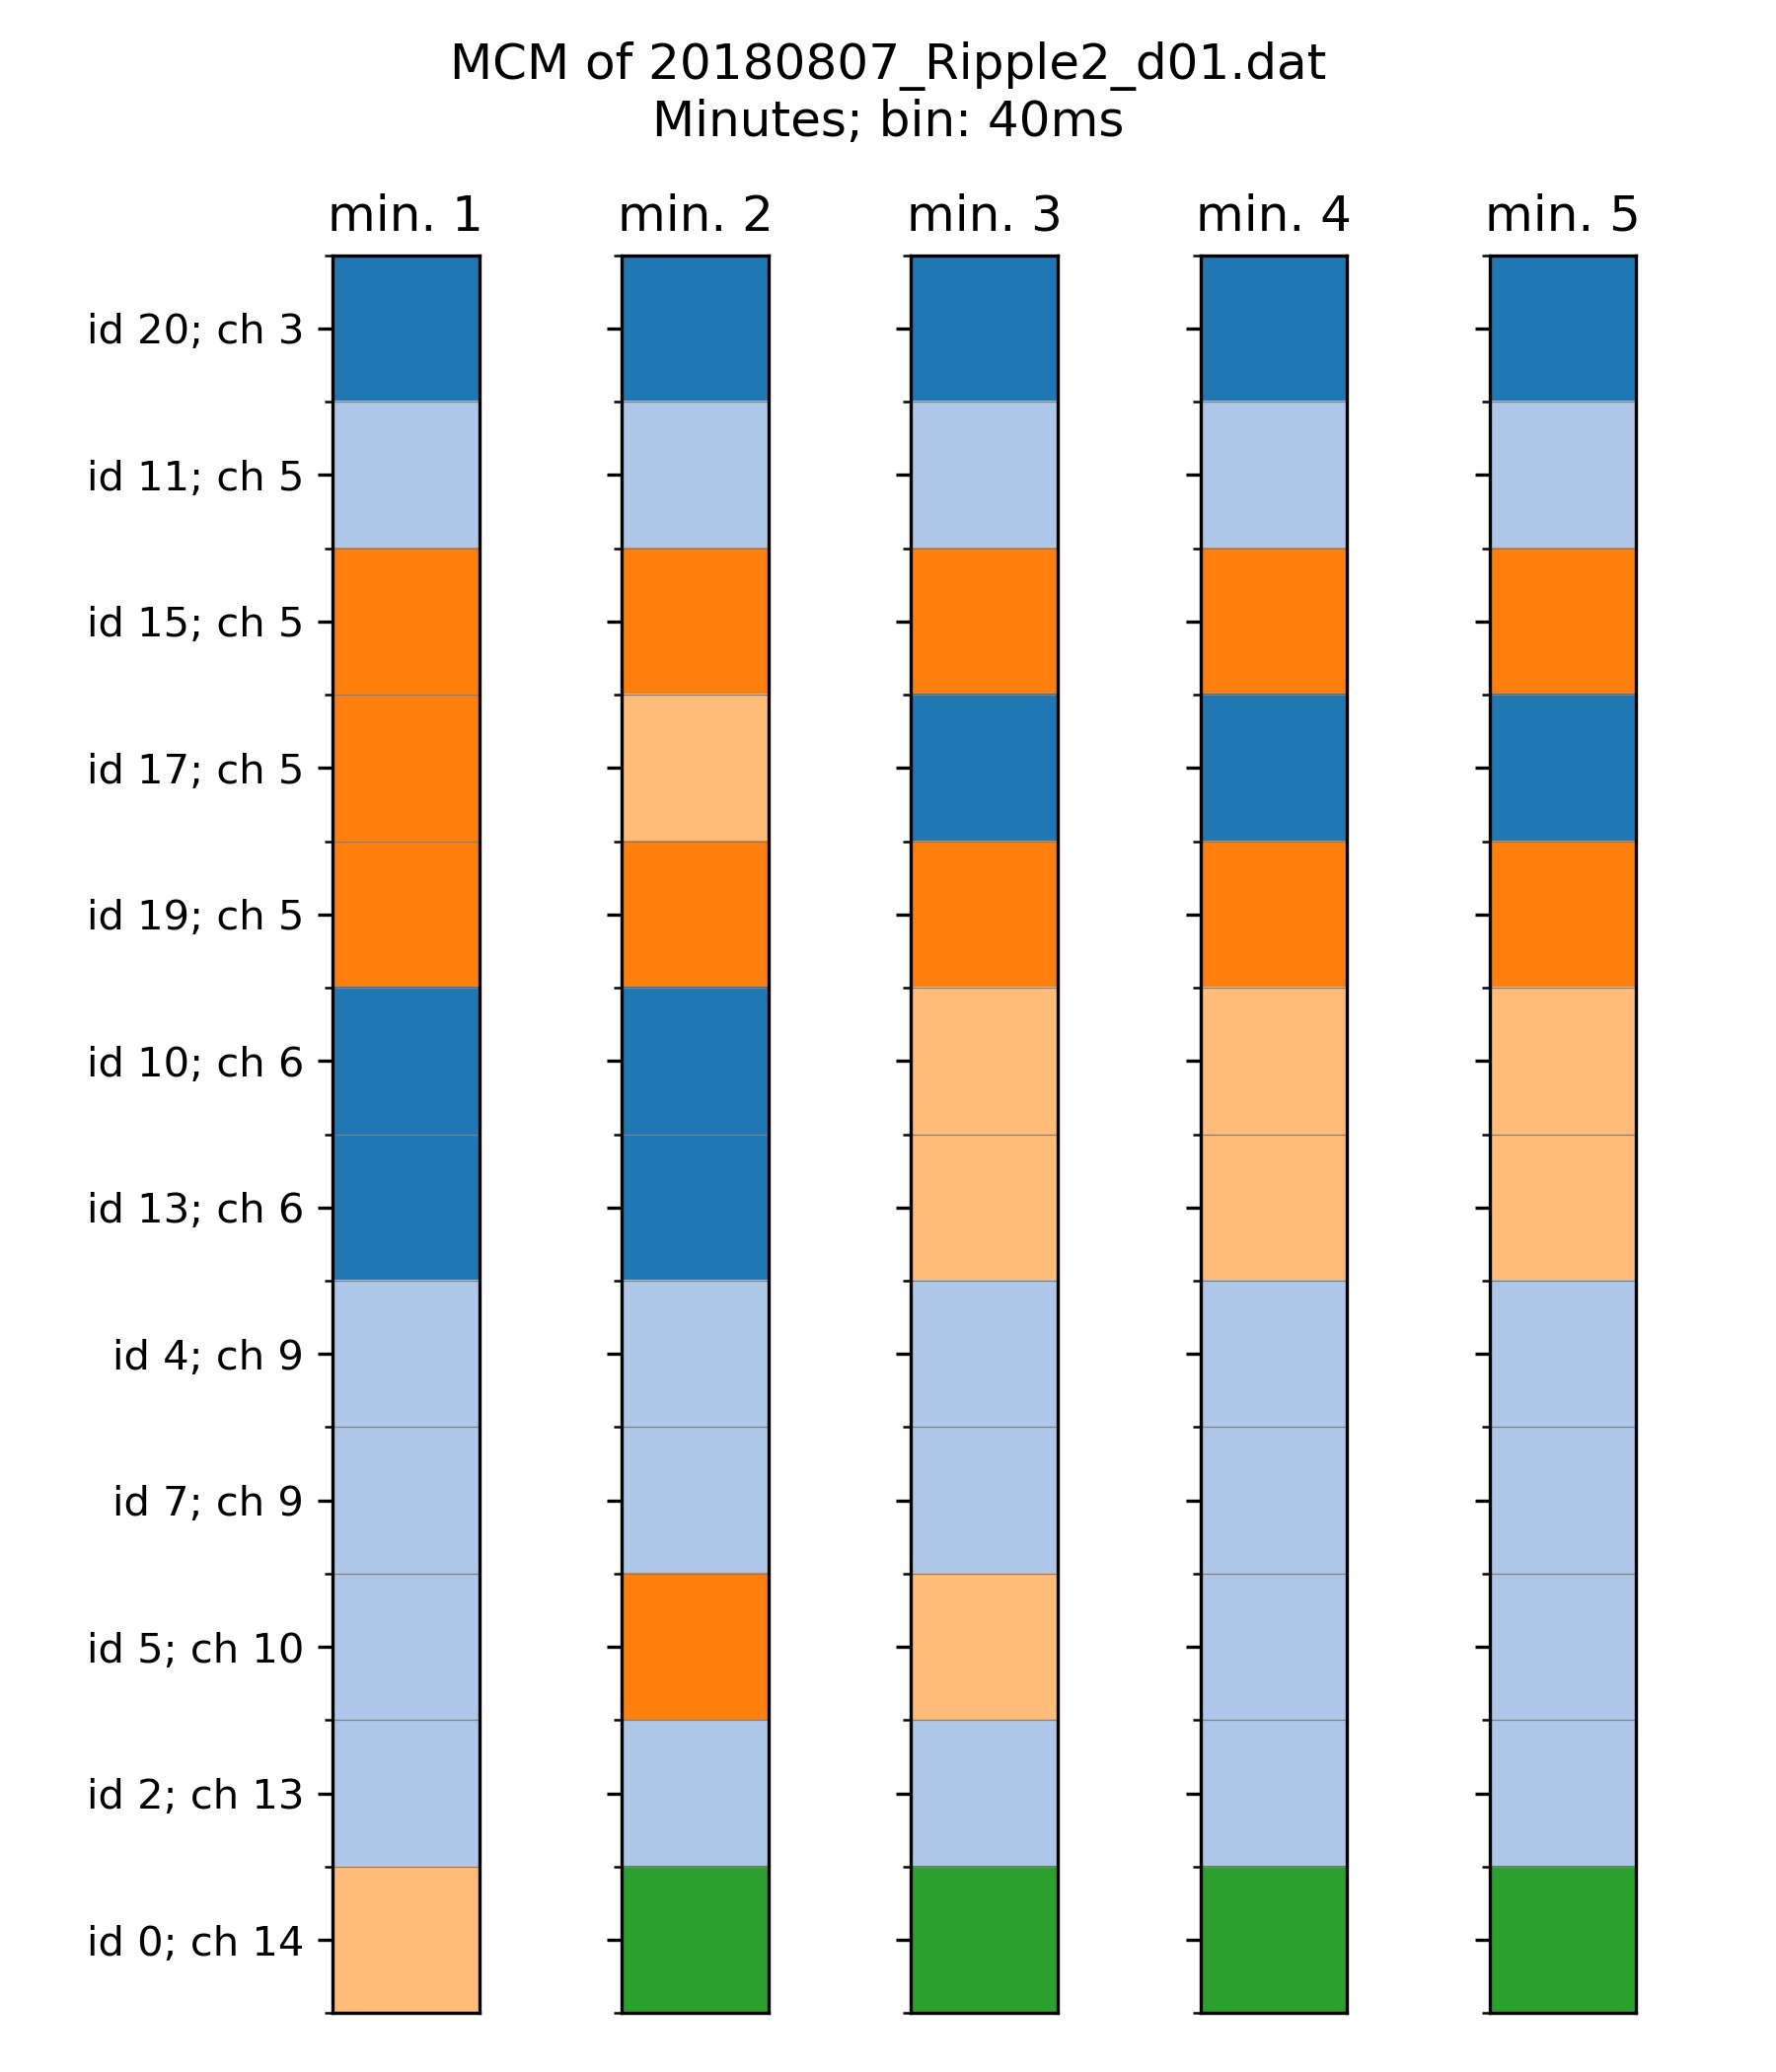 MCM of 20180807_Ripple2_d01.dat
Minutes; bin: 40ms
min. 1 min. 2 min. 3 min. 4 min. 5
id 20; ch 3
id 11; ch 5
id 15; ch 5
id 17; ch 5
id 19; ch 5
id 10; ch 6
id 13; ch 6
id 4; ch 9
id 7; ch 9
id 5; ch 10
id 2; ch 13
id 0; ch 14